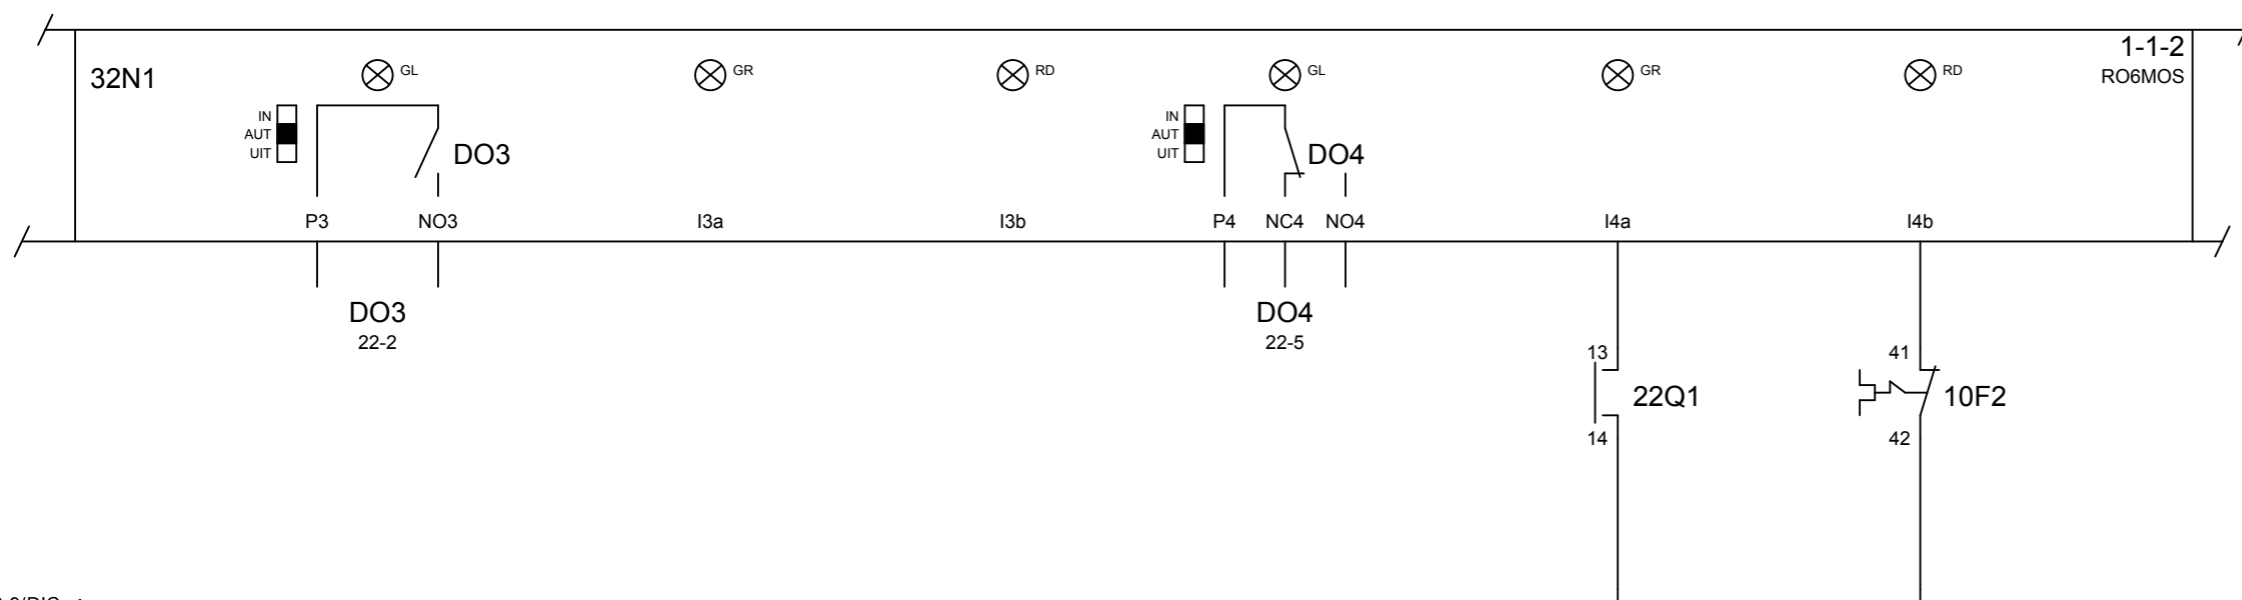 1-1-2
32N1
GL
GR
RD
GL
GR
RD
RO6MOS
IN
AUT
UIT
DO3
IN
AUT
UIT
DO4
P3
NO3
I3a
I3b
P4
NC4
NO4
I4a
I4b
DO3
22-2
DO4
22-5
13
22Q1
14
41
10F2
42